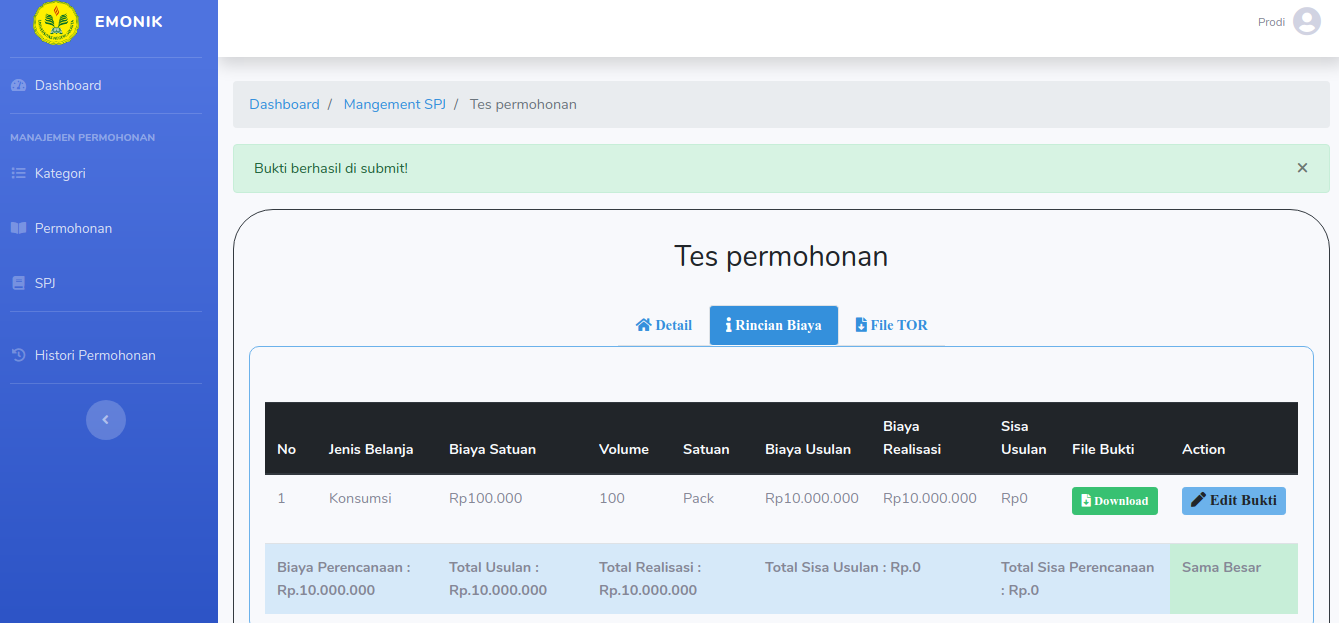 EMONIK
Prodi
Dashboard
MANAJEMEN PERMOHONAN
Kategori
Permohonan
SPJ
Histori Permohonan
Dashboard / Mangement SPJ / Tes permohonan
Bukti berhasil di submit! ×
Tes permohonan
Detail Rincian Biaya File TOR
No Jenis Belanja Biaya Satuan Volume Satuan Biaya Usulan Biaya Realisasi Sisa Usulan File Bukti Action
1 Konsumsi Rp100.000 100 Pack Rp10.000.000 Rp10.000.000 Rp0 Download Edit Bukti
Biaya Perencanaan : Rp.10.000.000 Total Usulan : Rp.10.000.000 Total Realisasi : Rp.10.000.000 Total Sisa Usulan : Rp.0 Total Sisa Perencanaan : Rp.0 Sama Besar